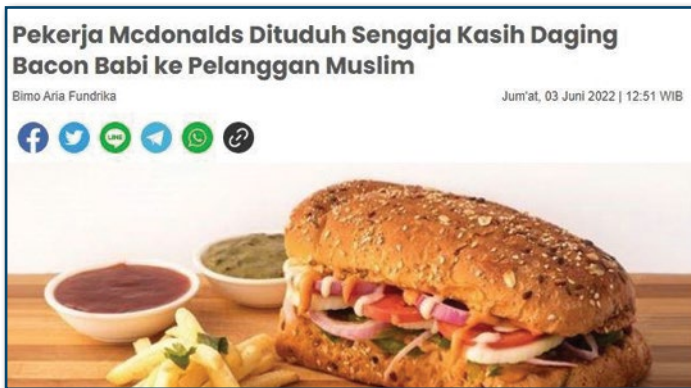 Pekerja Mcdonalds Dituduh Sengaja Kasih Daging
Bacon Babi ke Pelanggan Muslim
Bimo Aria Fundrika
Jum'at, 03 Juni 2022 | 12:51 WIB
LINE